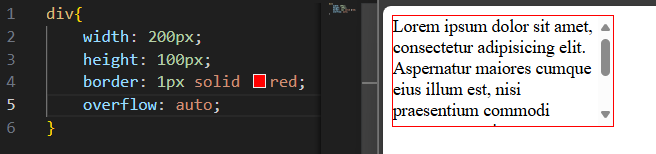 1 div{
2 width: 200px;
3 height: 100px;
4 border: 1px solid red;
5 overflow: auto;
6 }
Lorem ipsum dolor sit amet,
consectetur adipisicing elit.
Aspernatur maiores cumque
eius illum est, nisi
praesentium commodi